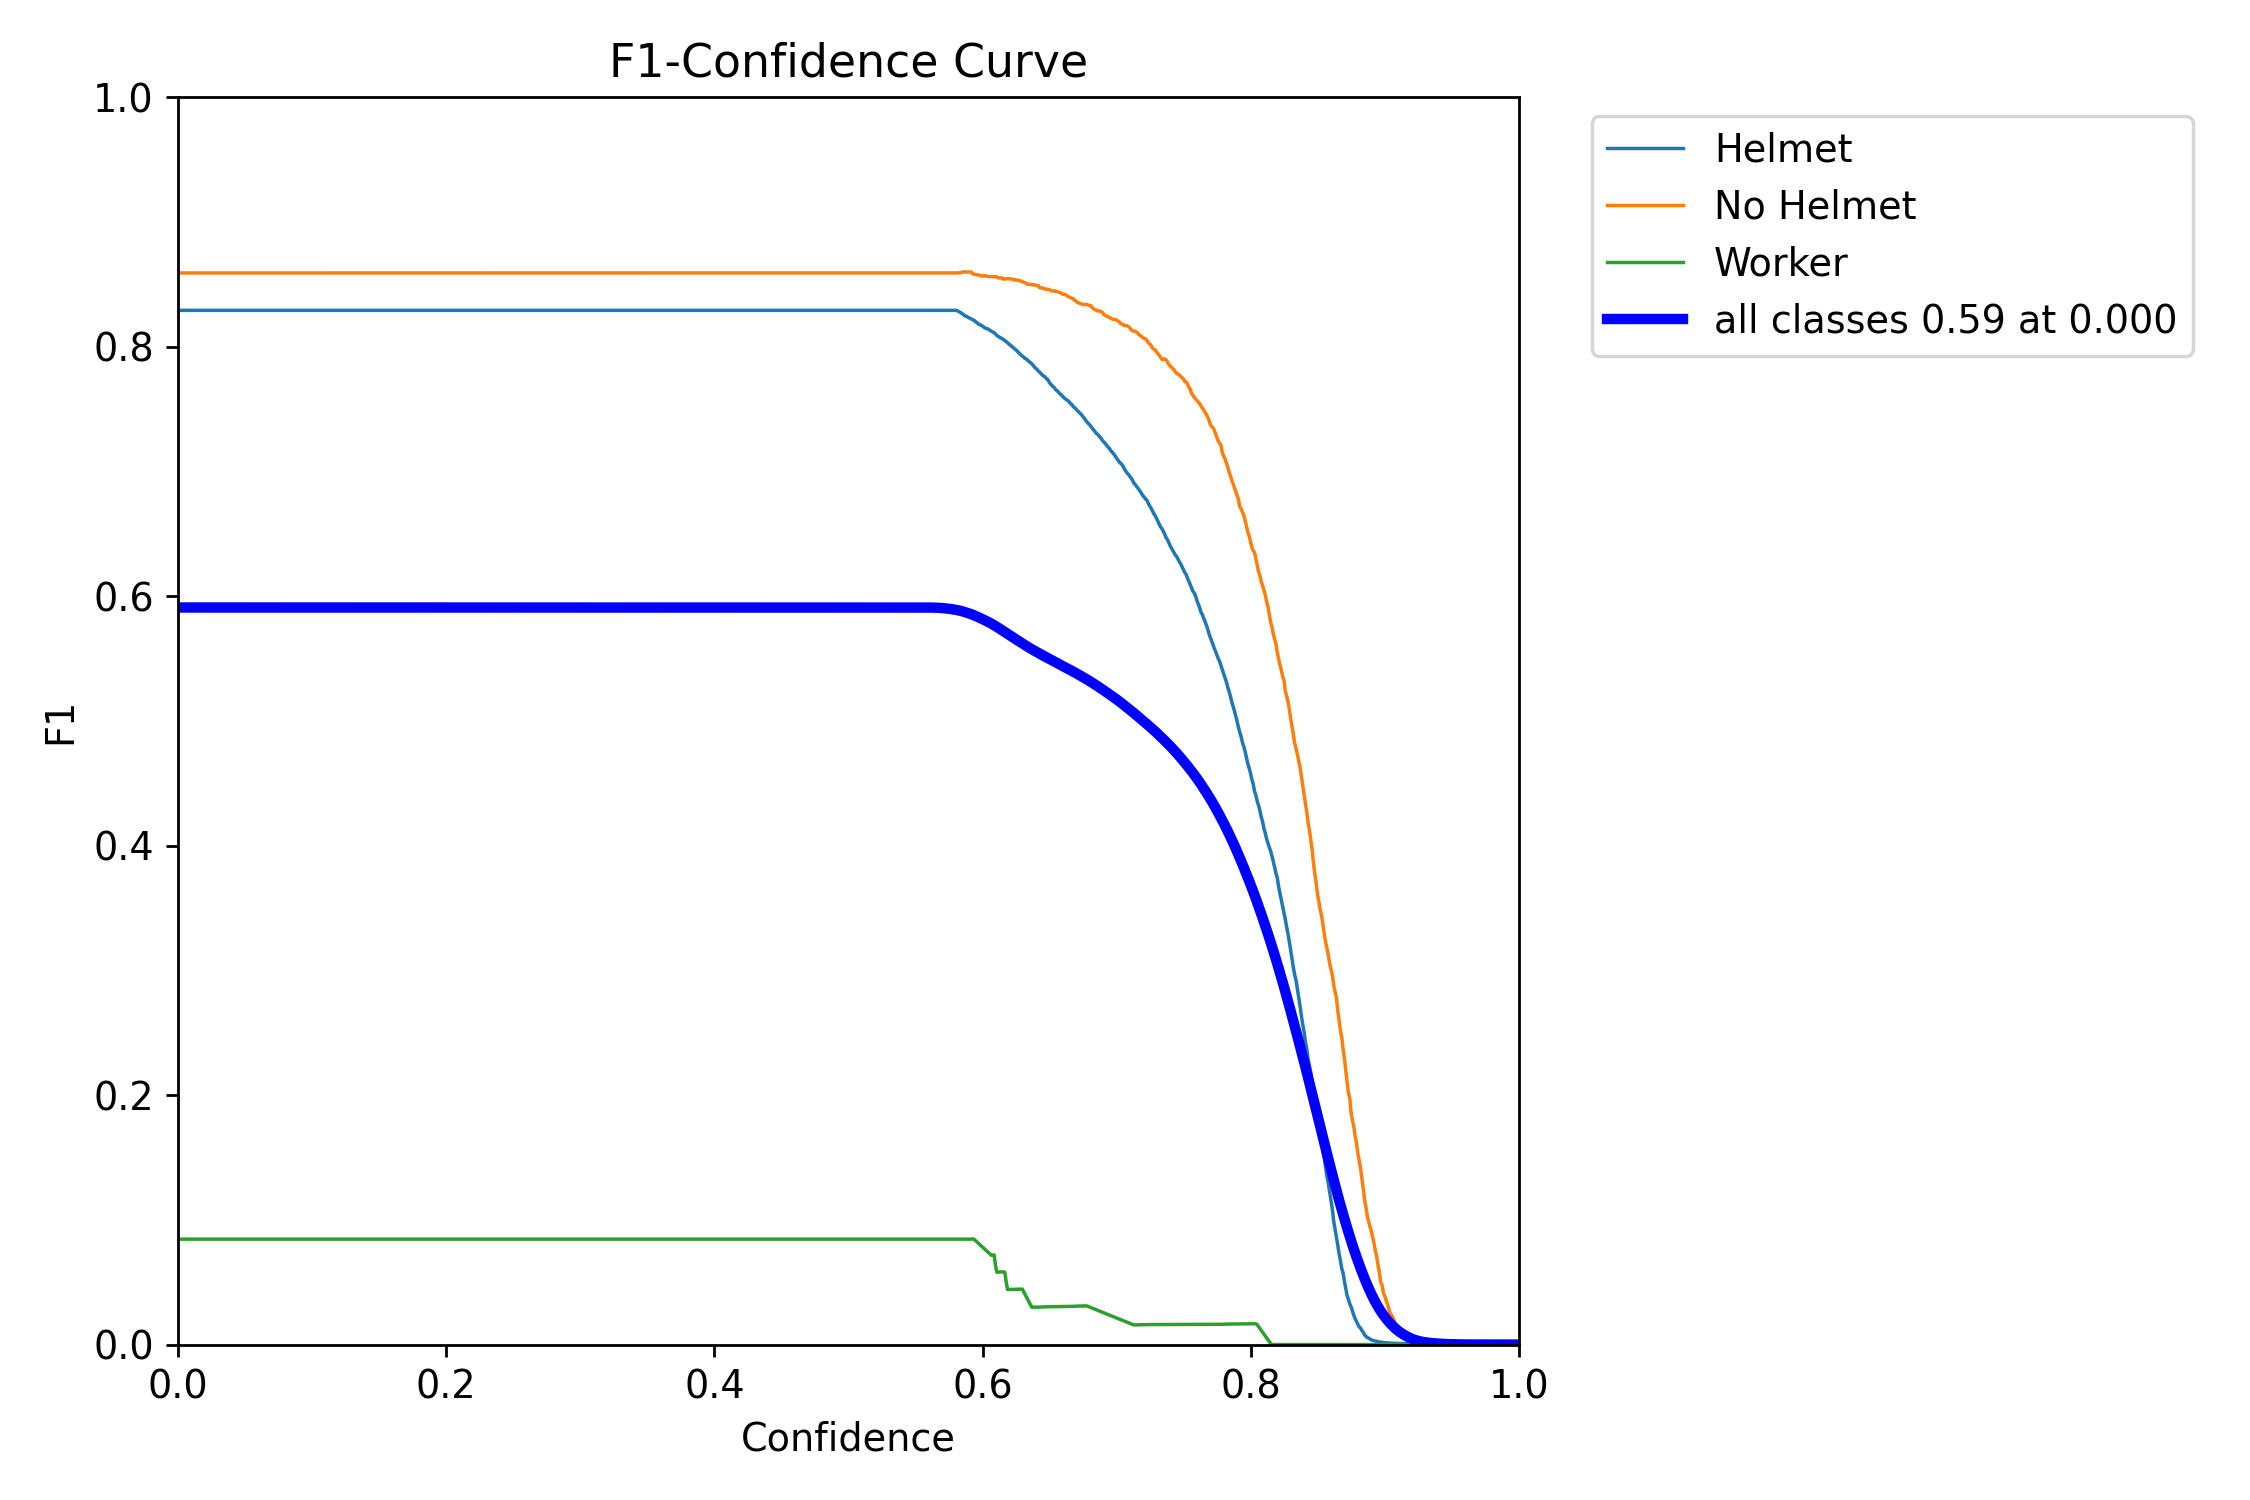 F1-Confidence Curve
1.0
0.8
0.6
0.4
0.2
0.0
F1
0.0 0.2 0.4 0.6 0.8 1.0
Confidence
Helmet
No Helmet
Worker
all classes 0.59 at 0.000